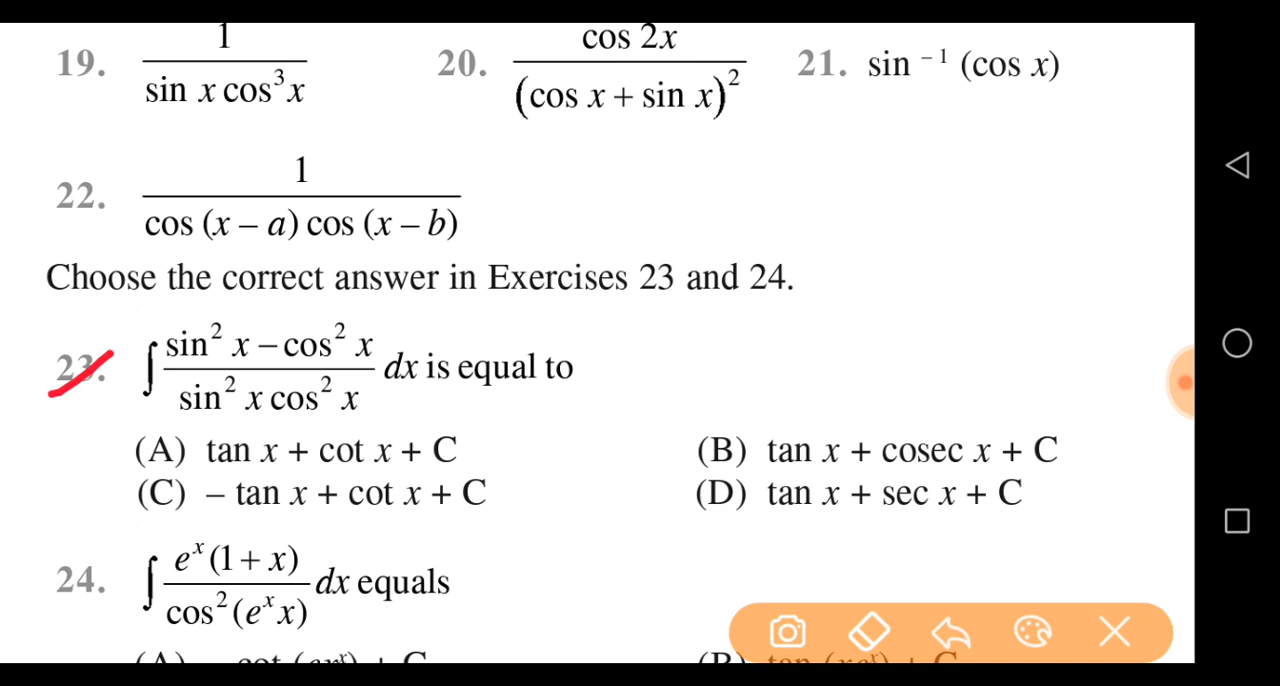 19. 1 / sin x cos³x 20. cos 2x / (cos x + sin x)² 21. sin ⁻¹ (cos x)
22. 1 / cos (x – a) cos (x – b)
Choose the correct answer in Exercises 23 and 24.
23. ∫ sin² x – cos² x / sin² x cos² x dx is equal to
(A) tan x + cot x + C (B) tan x + cosec x + C
(C) – tan x + cot x + C (D) tan x + sec x + C
24. ∫ eˣ (1 + x) / cos² (eˣ x) dx equals